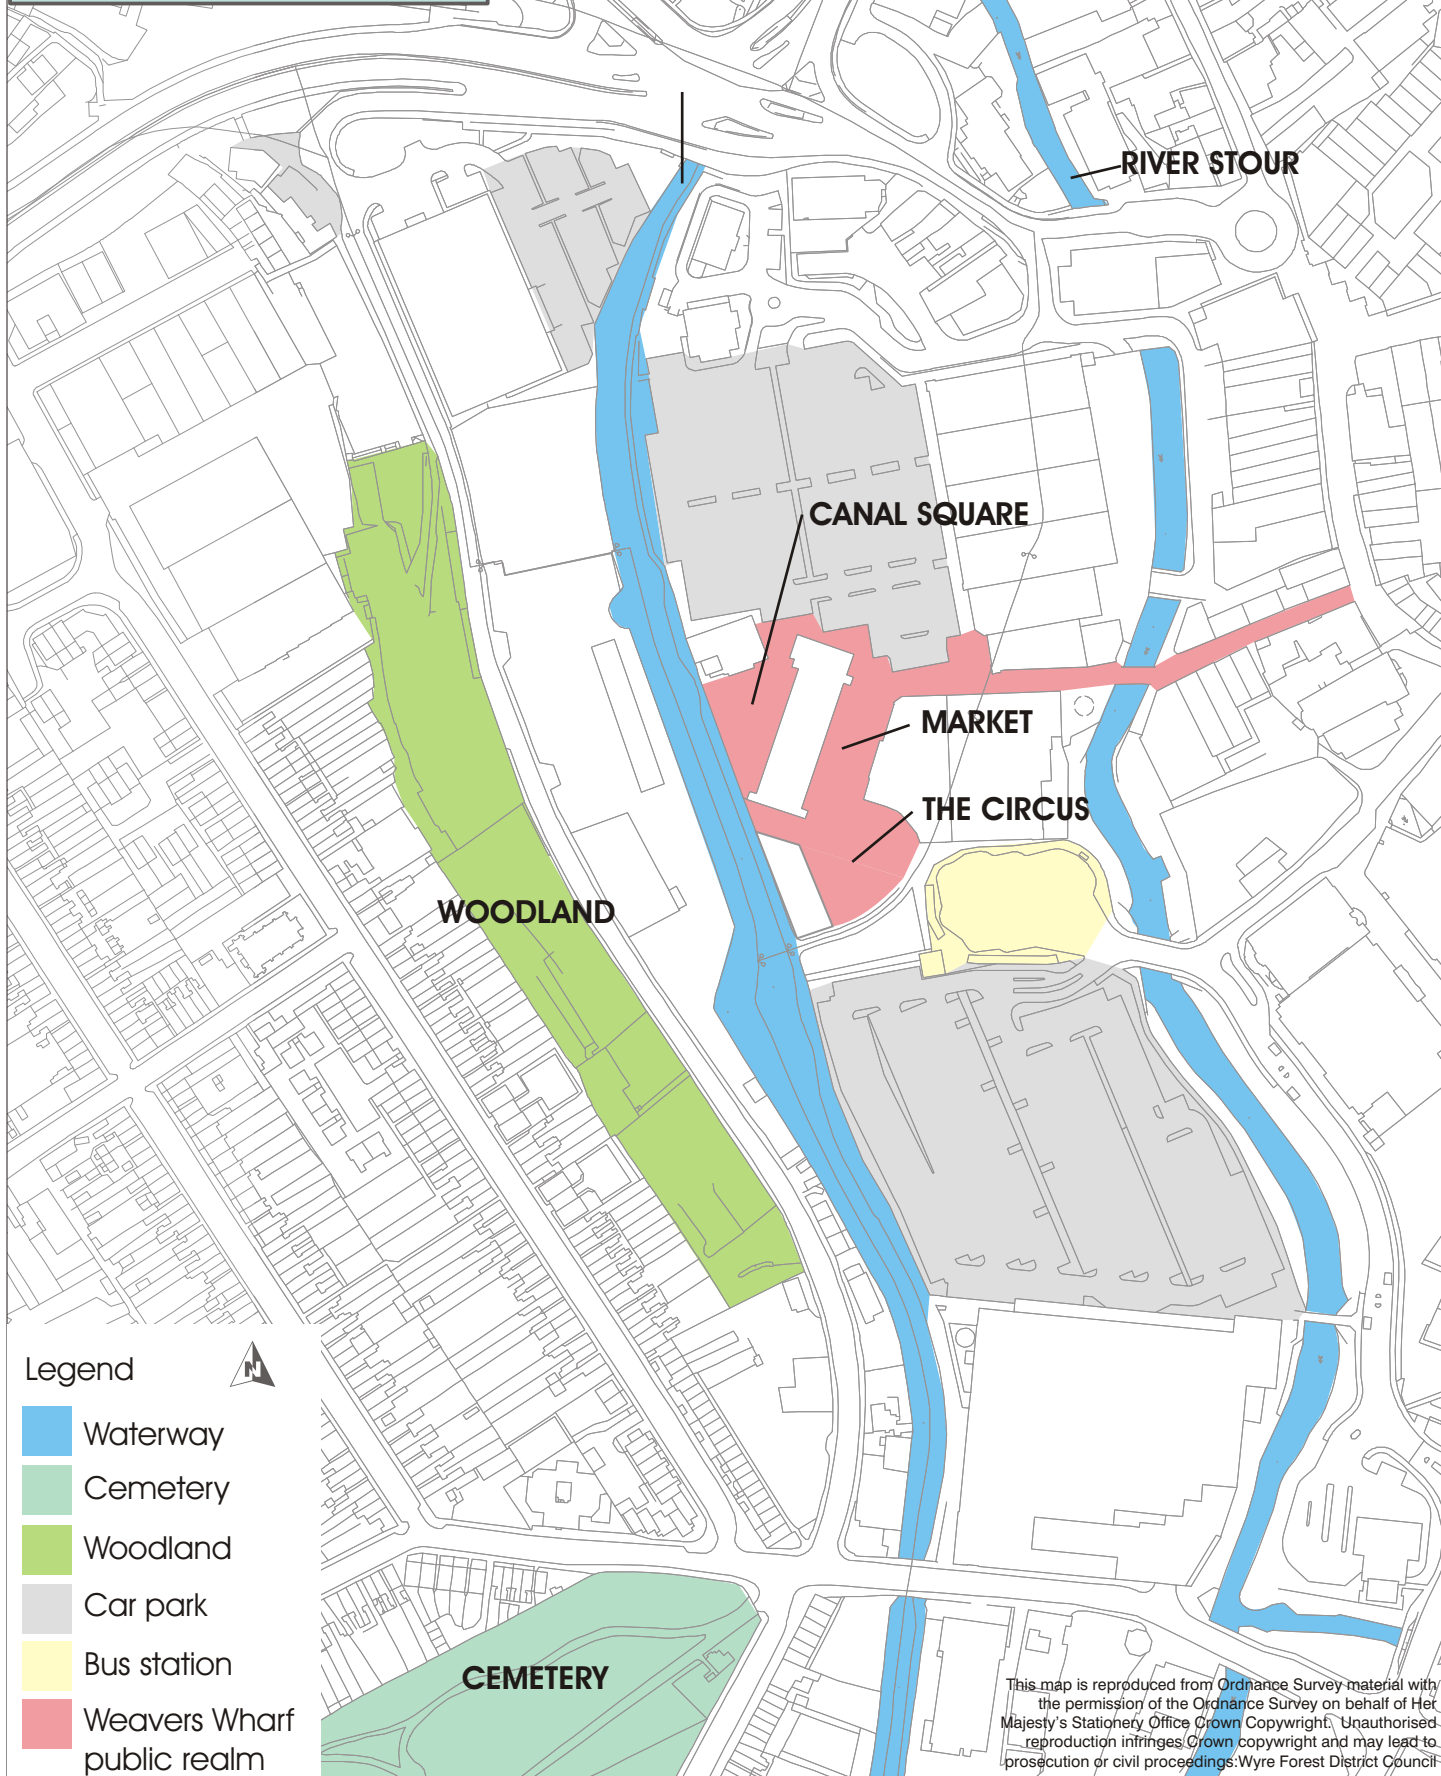 RIVER STOUR
CANAL SQUARE
MARKET
THE CIRCUS
WOODLAND
CEMETERY
Legend
N
Waterway
Cemetery
Woodland
Car park
Bus station
Weavers Wharf
public realm
This map is reproduced from Ordnance Survey material with
the permission of the Ordnance Survey on behalf of Her
Majesty's Stationery Office Crown Copywright. Unauthorised
reproduction infringes Crown copyright and may lead to
prosecution or civil proceedings:Wyre Forest District Council